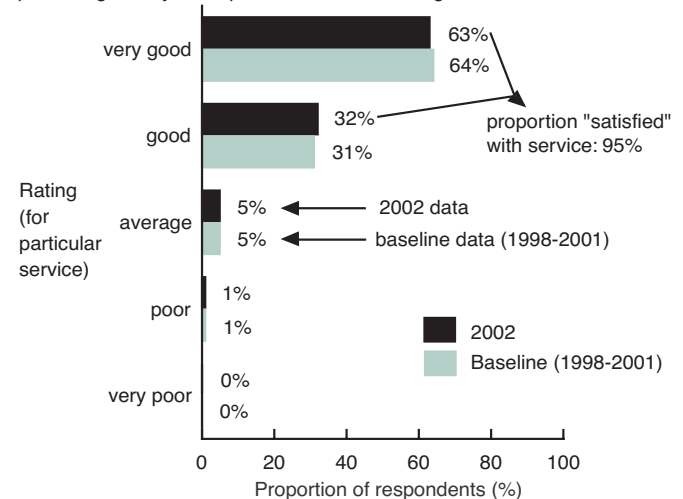 very good
63%
64%
good
32%
31%
proportion "satisfied"
with service: 95%
Rating
(for
particular
service)
average
5%
2002 data
5%
baseline data (1998-2001)
poor
1%
1%
2002
Baseline (1998-2001)
very poor
0%
0%
0 20 40 60 80 100
Proportion of respondents (%)